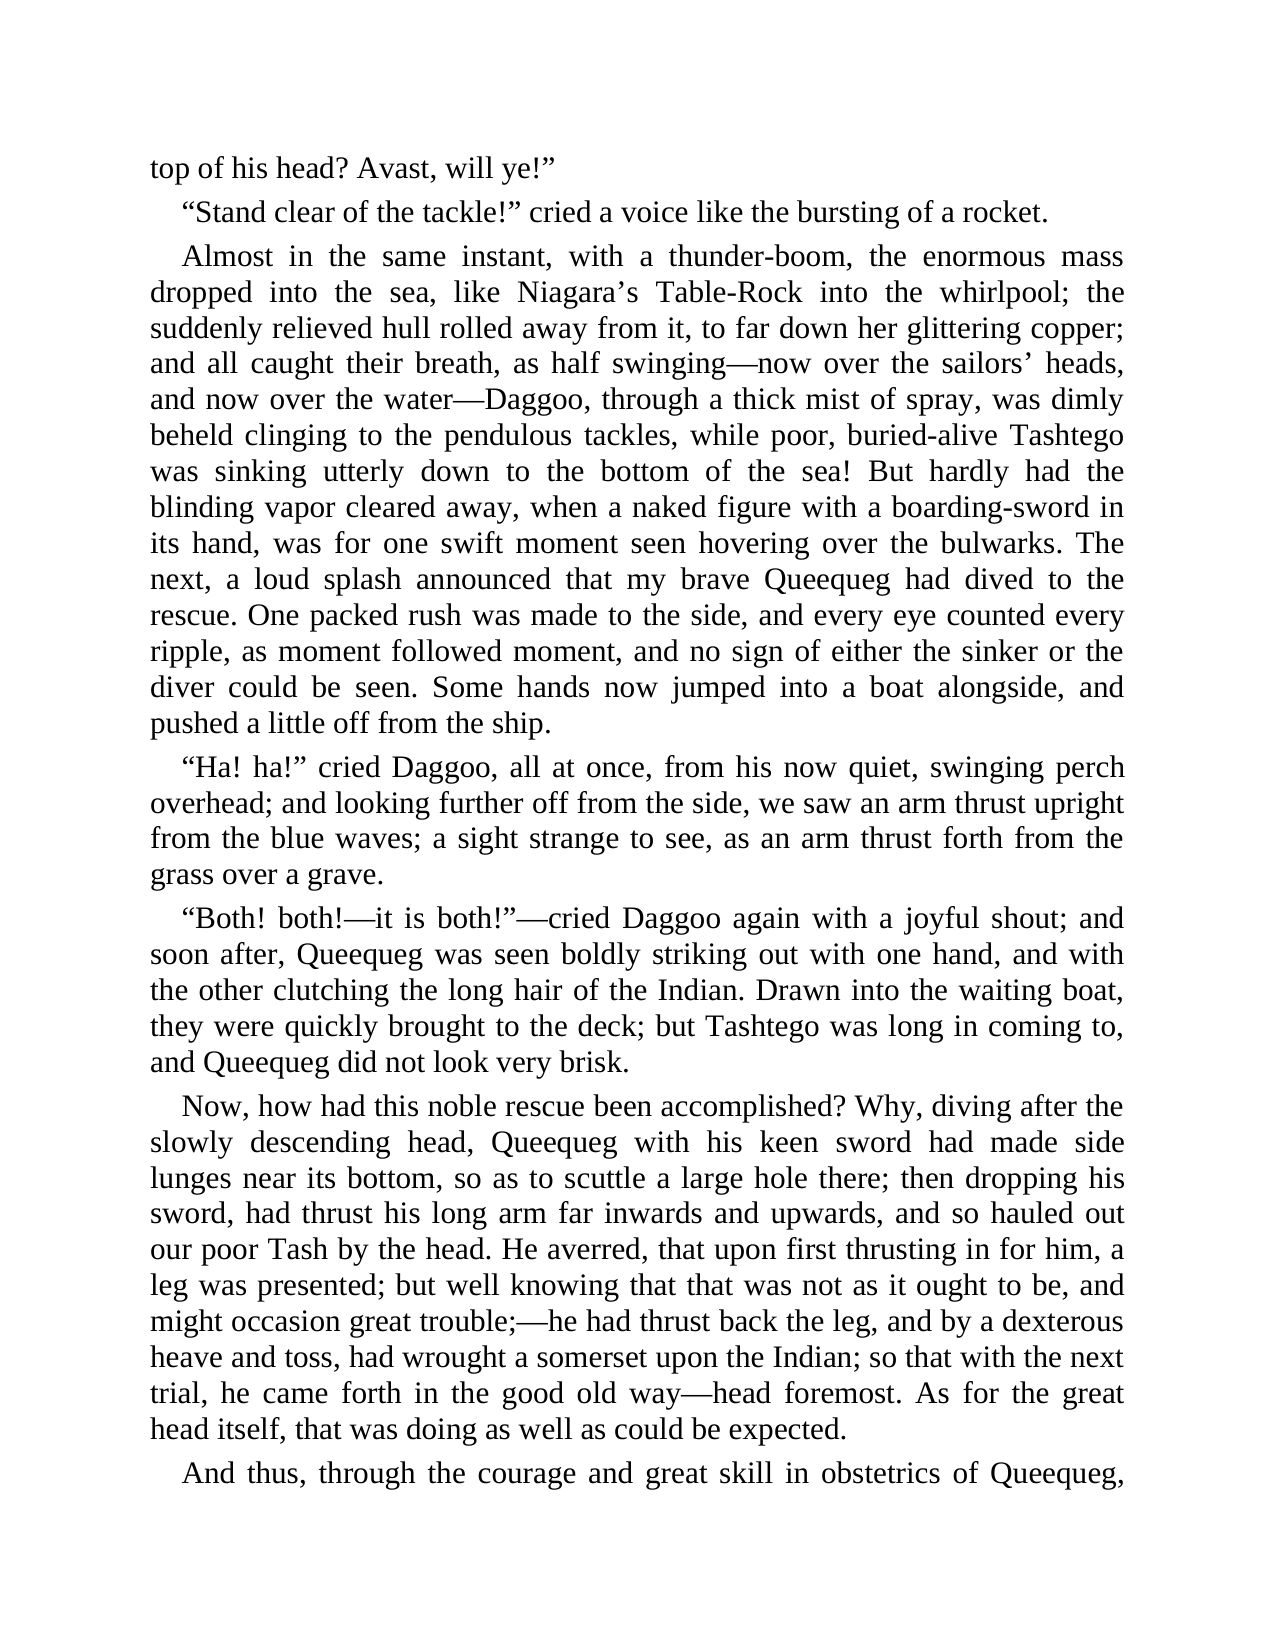 top of his head? Avast, will ye!”
“Stand clear of the tackle!” cried a voice like the bursting of a rocket.
Almost in the same instant, with a thunder-boom, the enormous mass
dropped into the sea, like Niagara’s Table-Rock into the whirlpool; the
suddenly relieved hull rolled away from it, to far down her glittering copper;
and all caught their breath, as half swinging—now over the sailors’ heads,
and now over the water—Daggoo, through a thick mist of spray, was dimly
beheld clinging to the pendulous tackles, while poor, buried-alive Tashtego
was sinking utterly down to the bottom of the sea! But hardly had the
blinding vapor cleared away, when a naked figure with a boarding-sword in
its hand, was for one swift moment seen hovering over the bulwarks. The
next, a loud splash announced that my brave Queequeg had dived to the
rescue. One packed rush was made to the side, and every eye counted every
ripple, as moment followed moment, and no sign of either the sinker or the
diver could be seen. Some hands now jumped into a boat alongside, and
pushed a little off from the ship.
“Ha! ha!” cried Daggoo, all at once, from his now quiet, swinging perch
overhead; and looking further off from the side, we saw an arm thrust upright
from the blue waves; a sight strange to see, as an arm thrust forth from the
grass over a grave.
“Both! both!—it is both!”—cried Daggoo again with a joyful shout; and
soon after, Queequeg was seen boldly striking out with one hand, and with
the other clutching the long hair of the Indian. Drawn into the waiting boat,
they were quickly brought to the deck; but Tashtego was long in coming to,
and Queequeg did not look very brisk.
Now, how had this noble rescue been accomplished? Why, diving after the
slowly descending head, Queequeg with his keen sword had made side
lunges near its bottom, so as to scuttle a large hole there; then dropping his
sword, had thrust his long arm far inwards and upwards, and so hauled out
our poor Tash by the head. He averred, that upon first thrusting in for him, a
leg was presented; but well knowing that that was not as it ought to be, and
might occasion great trouble;—he had thrust back the leg, and by a dexterous
heave and toss, had wrought a somerset upon the Indian; so that with the next
trial, he came forth in the good old way—head foremost. As for the great
head itself, that was doing as well as could be expected.
And thus, through the courage and great skill in obstetrics of Queequeg,